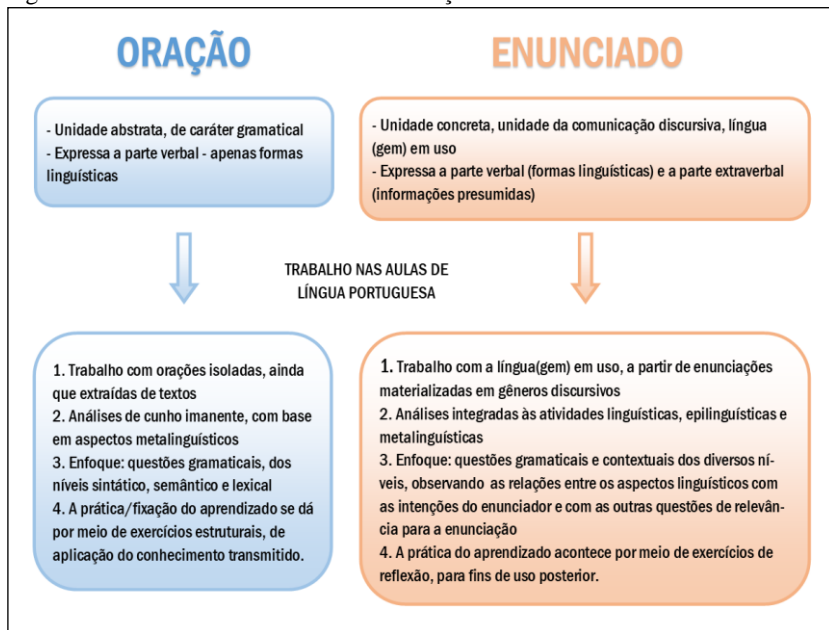 ORAÇÃO
ENUNCIADO
- Unidade abstrata, de caráter gramatical
- Expressa a parte verbal - apenas formas
linguísticas
- Unidade concreta, unidade da comunicação discursiva, língua
(gem) em uso
- Expressa a parte verbal (formas linguísticas) e a parte extraverbal
(informações presumidas)
TRABALHO NAS AULAS DE
LÍNGUA PORTUGUESA
1. Trabalho com orações isoladas, ainda
que extraídas de textos
2. Análises de cunho imanente, com base
em aspectos metalinguísticos
3. Enfoque: questões gramaticais, dos
níveis sintático, semântico e lexical
4. A prática/fixação do aprendizado se dá
por meio de exercícios estruturais, de
aplicação do conhecimento transmitido.
1. Trabalho com a língua(gem) em uso, a partir de enunciações
materializadas em gêneros discursivos
2. Análises integradas às atividades linguísticas, epilinguísticas e
metalinguísticas
3. Enfoque: questões gramaticais e contextuais dos diversos ní-
veis, observando as relações entre os aspectos linguísticos com
as intenções do enunciador e com as outras questões de relevân-
cia para a enunciação
4. A prática do aprendizado acontece por meio de exercícios de
reflexão, para fins de uso posterior.